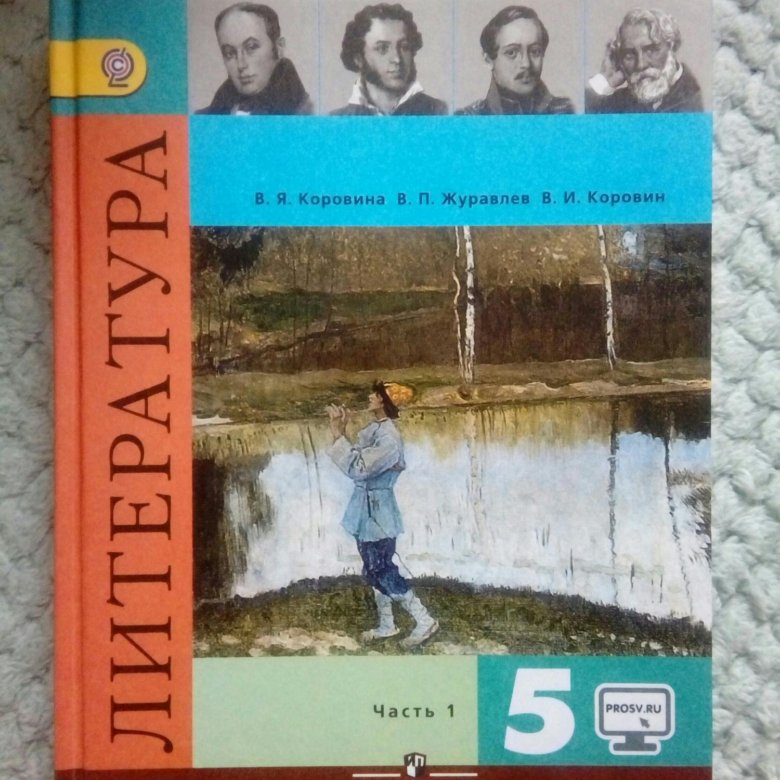 В. Я. Коровина В. П. Журавлев В. И. Коровин
ЛИТЕРАТУРА
Часть 1
5
PROSV.RU